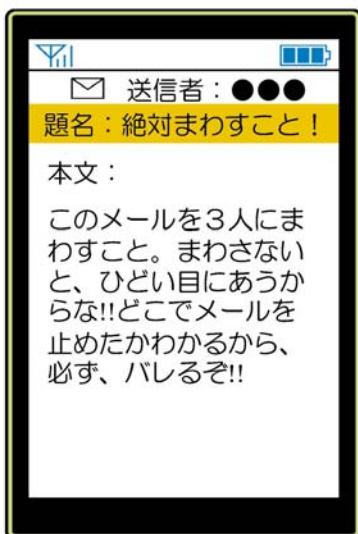 送信者：●●●
題名：絶対まわすこと！
本文：
このメールを３人にま
わすこと。まわさない
と、ひどい目にあうか
らな!!どこでメールを
止めたかわかるから、
必ず、バレるぞ!!